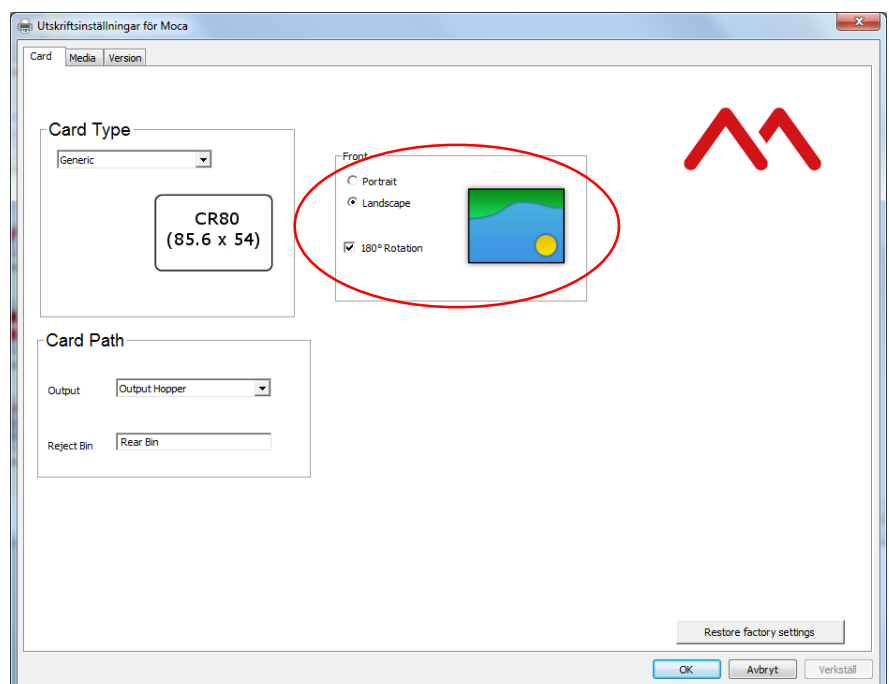 Utskriftsinställningar för Moca
x
Card Media Version
Card Type
Generic
CR80
(85.6 x 54)
Front
Portrait
Landscape
180º Rotation
Card Path
Output
Output Hopper
Reject Bin
Rear Bin
Restore factory settings
OK Avbryt Verkställ